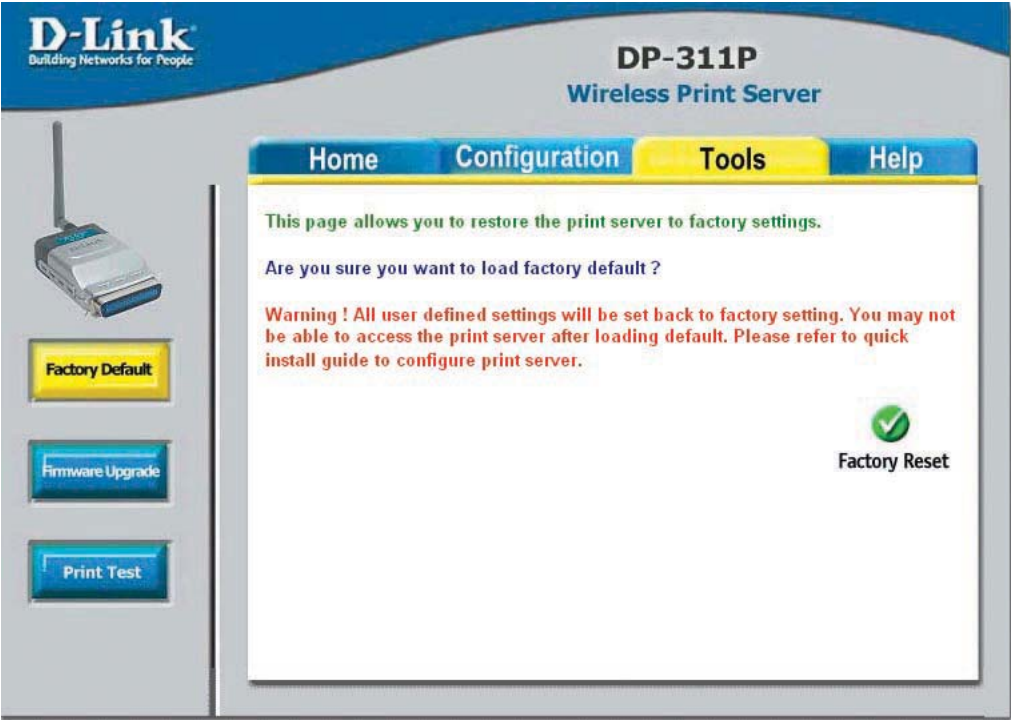 D-Link
Building Networks for People
DP-311P
Wireless Print Server
Home Configuration Tools Help
This page allows you to restore the print server to factory settings.
Are you sure you want to load factory default ?
Warning ! All user defined settings will be set back to factory setting. You may not
be able to access the print server after loading default. Please refer to quick
install guide to configure print server.
Factory Reset
Factory Default
Firmware Upgrade
Print Test